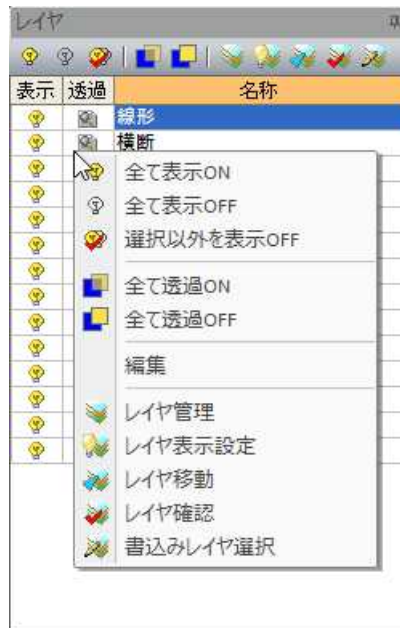 レイヤ
表示 透過 名称
線形
横断
全て表示ON
全て表示OFF
選択以外を表示OFF
全て透過ON
全て透過OFF
編集
レイヤ管理
レイヤ表示設定
レイヤ移動
レイヤ確認
書込みレイヤ選択